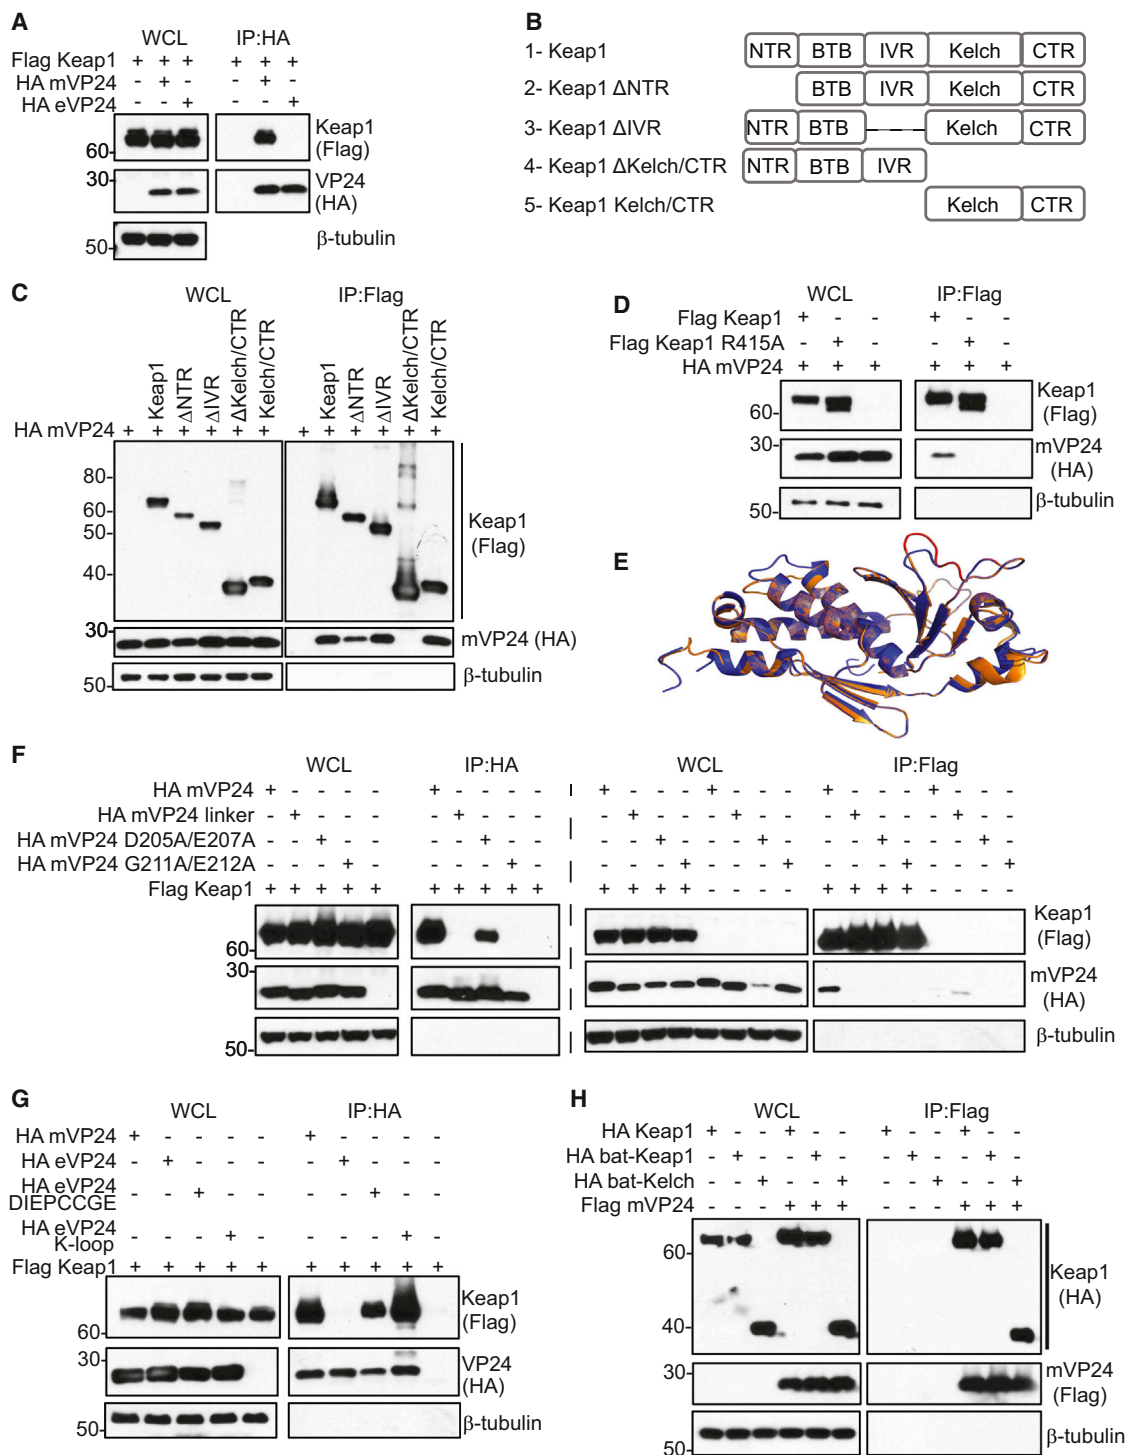 A
WCL IP:HA
Flag Keap1 + + + + + +
HA mVP24 - + - - + -
HA eVP24 - - + - - +
60-
Keap1
(Flag)
30-
VP24
(HA)
50-
β-tubulin
B
1- Keap1 NTR BTB IVR Kelch CTR
2- Keap1 ΔNTR BTB IVR Kelch CTR
3- Keap1 ΔIVR NTR BTB Kelch CTR
4- Keap1 ΔKelch/CTR NTR BTB IVR
5- Keap1 Kelch/CTR Kelch CTR
C
WCL IP:Flag
Keap1 ΔNTR ΔIVR ΔKelch/CTR Kelch/CTR Keap1 ΔNTR ΔIVR ΔKelch/CTR Kelch/CTR
HA mVP24 + + + + + + + + + + + +
80-
60-
50-
40-
Keap1
(Flag)
30-
mVP24 (HA)
50-
β-tubulin
D
WCL IP:Flag
Flag Keap1 + - - + - -
Flag Keap1 R415A - + - - + -
HA mVP24 + + + + + +
60-
Keap1
(Flag)
30-
mVP24
(HA)
50-
β-tubulin
E
F
WCL IP:HA WCL IP:Flag
HA mVP24 + - - - - + - - - - + - - - + - - - + - - - + - - -
HA mVP24 linker - + - - - - + - - - - + - - - + - - - + - - - + - -
HA mVP24 D205A/E207A - - + - - - - + - - - - + - - - + - - - + - - - + -
HA mVP24 G211A/E212A - - - + - - - - + - - - - + - - - + - - - + - - - +
Flag Keap1 + + + + + + + + + + + + + + - - - - + + + + - - - -
60-
Keap1
(Flag)
30-
mVP24
(HA)
50-
β-tubulin
G
WCL IP:HA
HA mVP24 + - - - - + - - - -
HA eVP24 - + - - - - + - - -
HA eVP24
DIEPCCGE - - + - - - - + - -
HA eVP24
K-loop - - - + - - - - + -
Flag Keap1 + + + + + + + + + +
60-
Keap1
(Flag)
30-
VP24
(HA)
50-
β-tubulin
H
WCL IP:Flag
HA Keap1 + - - + - - + - - + - -
HA bat-Keap1 - + - - + - - + - - + -
HA bat-Kelch - - + - - + - - + - - +
Flag mVP24 - - - + + + - - - + + +
60-
40-
Keap1
(HA)
30-
mVP24
(Flag)
50-
β-tubulin